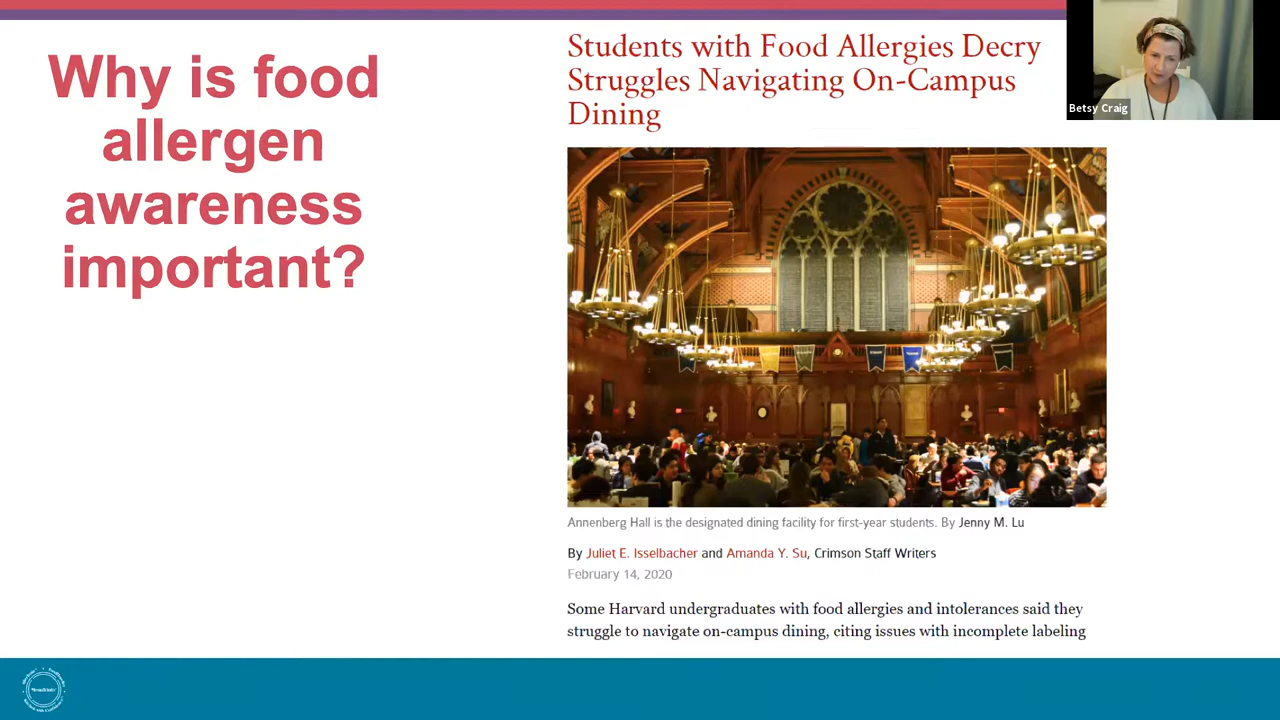 Why is food
allergen
awareness
important?
Students with Food Allergies Decry
Struggles Navigating On-Campus
Dining
Betsy Craig
Annenberg Hall is the designated dining facility for first-year students. By Jenny M. Lu
By Juliet E. Isselbacher and Amanda Y. Su, Crimson Staff Writers
February 14, 2020
Some Harvard undergraduates with food allergies and intolerances said they
struggle to navigate on-campus dining, citing issues with incomplete labeling